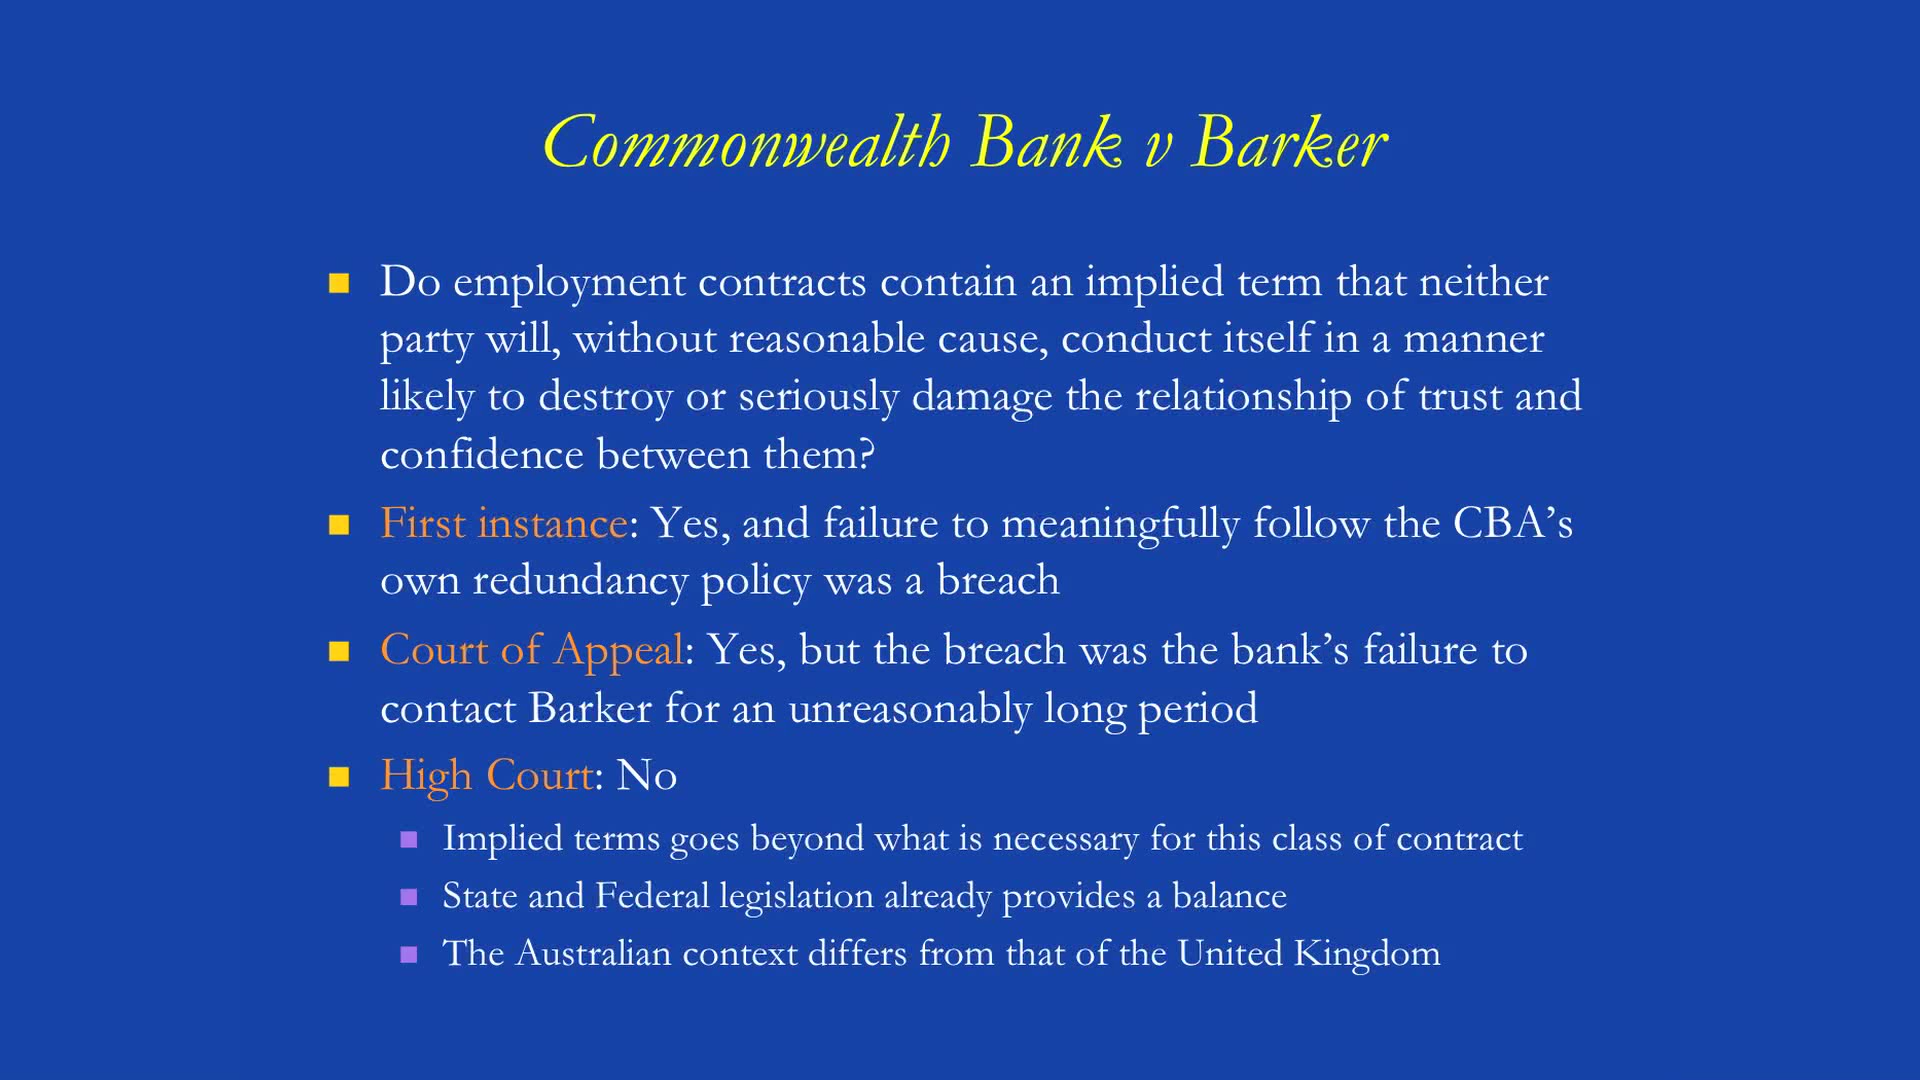 Commonwealth Bank v Barker
Do employment contracts contain an implied term that neither
party will, without reasonable cause, conduct itself in a manner
likely to destroy or seriously damage the relationship of trust and
confidence between them?
First instance: Yes, and failure to meaningfully follow the CBA’s
own redundancy policy was a breach
Court of Appeal: Yes, but the breach was the bank’s failure to
contact Barker for an unreasonably long period
High Court: No
Implied terms goes beyond what is necessary for this class of contract
State and Federal legislation already provides a balance
The Australian context differs from that of the United Kingdom